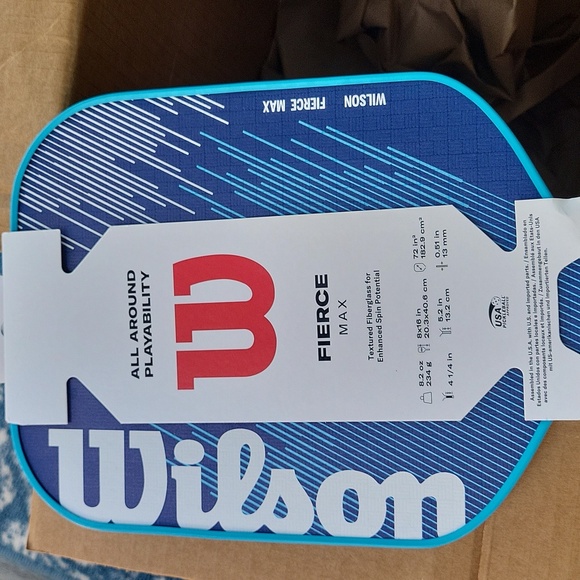 WILSON FIERCE MAX
ALL AROUND
PLAYABILITY
W
FIERCE
MAX
Textured Fiberglass for
Enhanced Spin Potential
8.2 oz
234 g
8x16 in
20.3x40.6 cm
72 in²
182.9 cm²
4 1/4 in
5.2 in
13.2 cm
0.51 in
13 mm
USA
PICKLEBALL
APPROVED
Assembled in the U.S.A. with U.S. and imported parts. / Ensamblado en
Estados Unidos con partes locales e importadas. / Assemblé aux États-Unis
avec des composants locaux et importés. / Zusammengebaut in den USA
mit US-amerikanischen und importierten Teilen.
Wilson